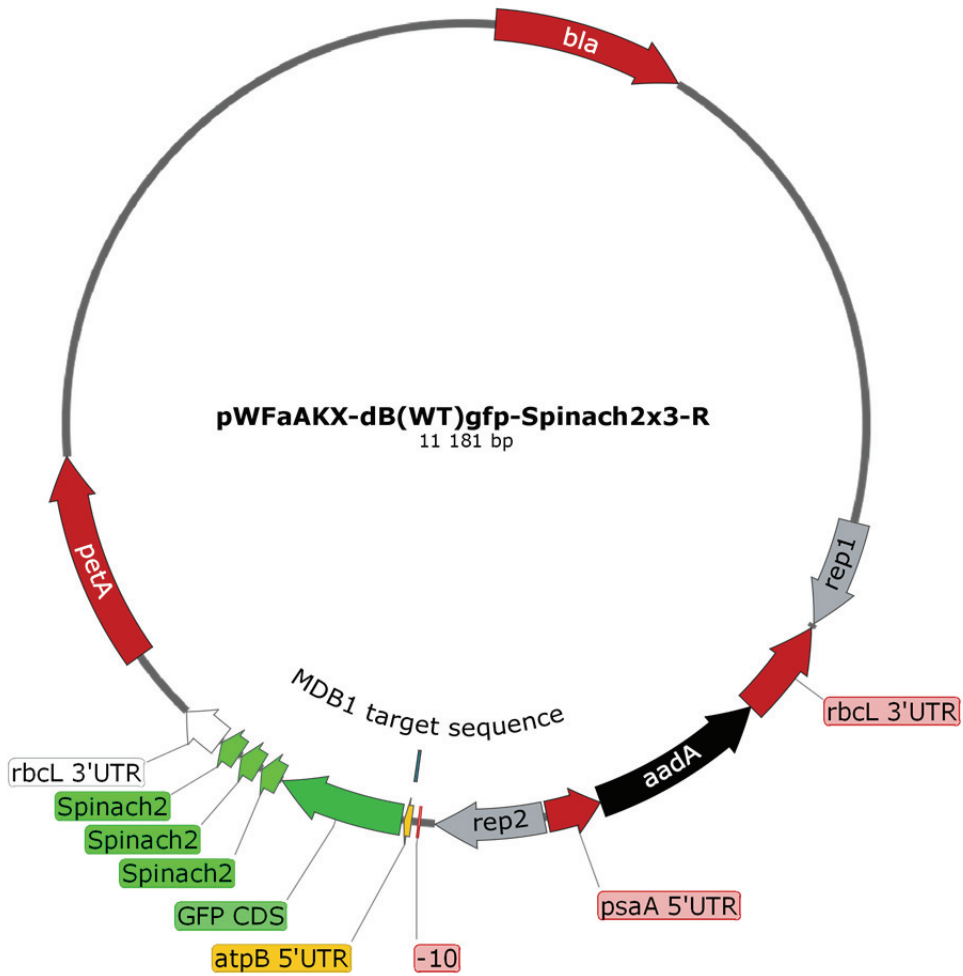 bla
pWFaAKX-dB(WT)gfp-Spinach2x3-R
11 181 bp
rep1
petA
MDB1 target sequence
rbcL 3'UTR
aadA
rbcL 3'UTR
Spinach2
rep2
Spinach2
Spinach2
psaA 5'UTR
GFP CDS
atpB 5'UTR
-10